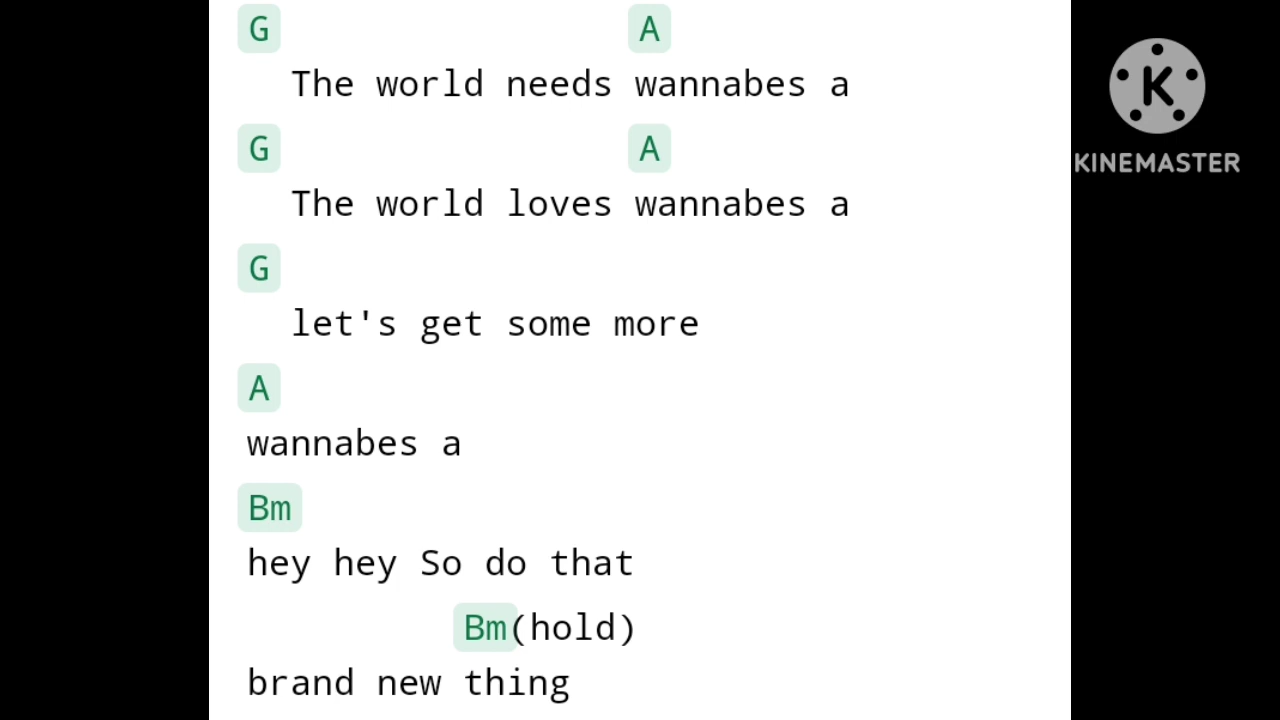 G A
The world needs wannabes a
G A
The world loves wannabes a
G
let's get some more
A
wannabes a
Bm
hey hey So do that
Bm(hold)
brand new thing
K
KINEMASTER